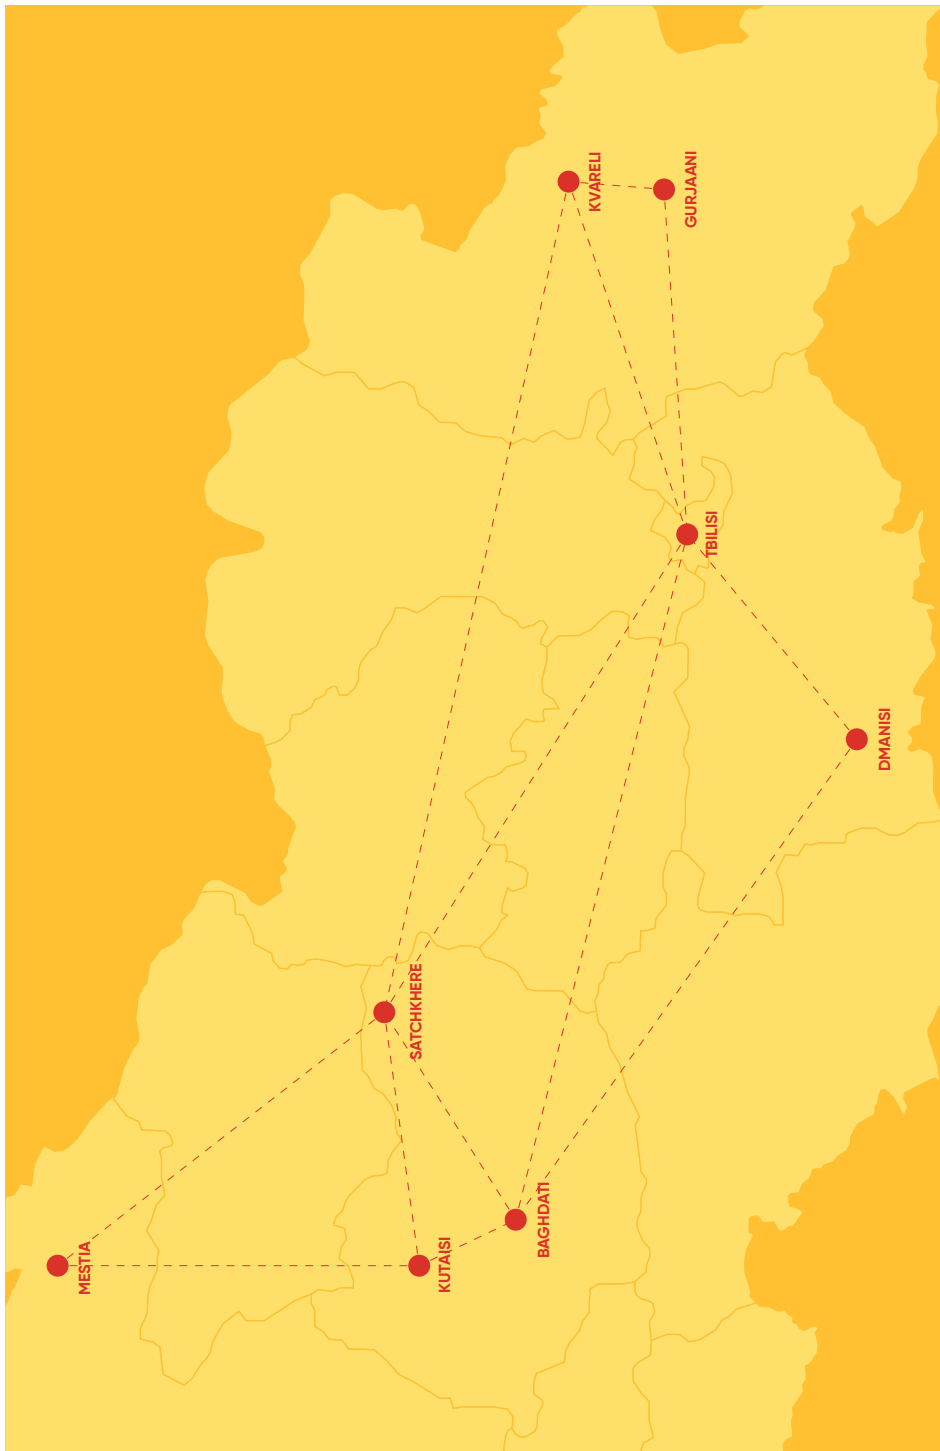 KVARELI
GURJAANI
TBILISI
DMANISI
SATCHKHERE
BAGHDATI
MESTIA
KUTAISI